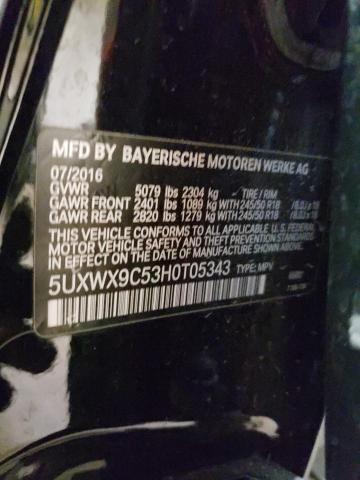 MFD BY BAYERISCHE MOTOREN WERKE AG
07/2016
GVWR 5079 lbs 2304 kg TIRE / RIM
GAWR FRONT 2401 lbs 1089 kg WITH 245/50 R18
GAWR REAR 2820 lbs 1279 kg WITH 245/50 R18
THIS VEHICLE CONFORMS TO ALL APPLICABLE U.S. FEDERAL
MOTOR VEHICLE SAFETY AND THEFT PREVENTION STANDARDS
IN EFFECT ON THE DATE OF MANUFACTURE SHOWN ABOVE.
5UXWX9C53H0T05343 TYPE: MPV